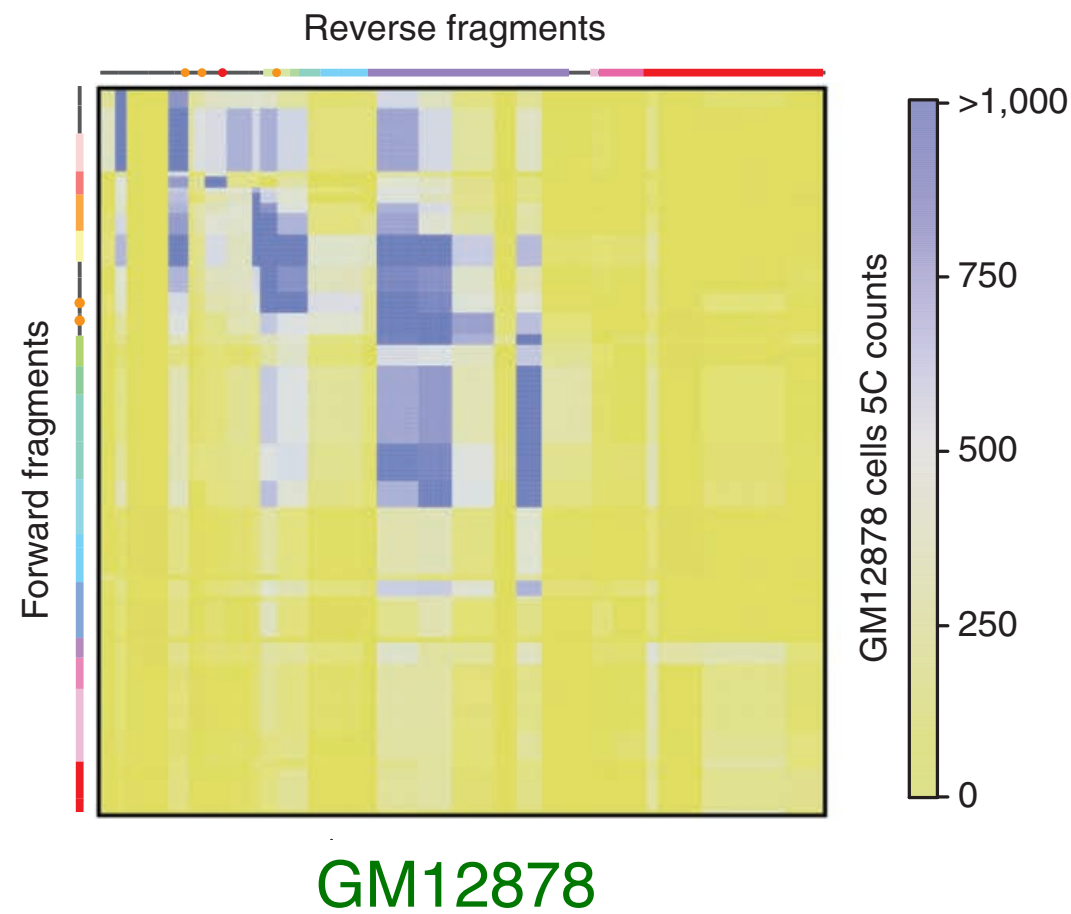 Reverse fragments
Forward fragments
>1,000
750
500
250
0
GM12878 cells 5C counts
GM12878